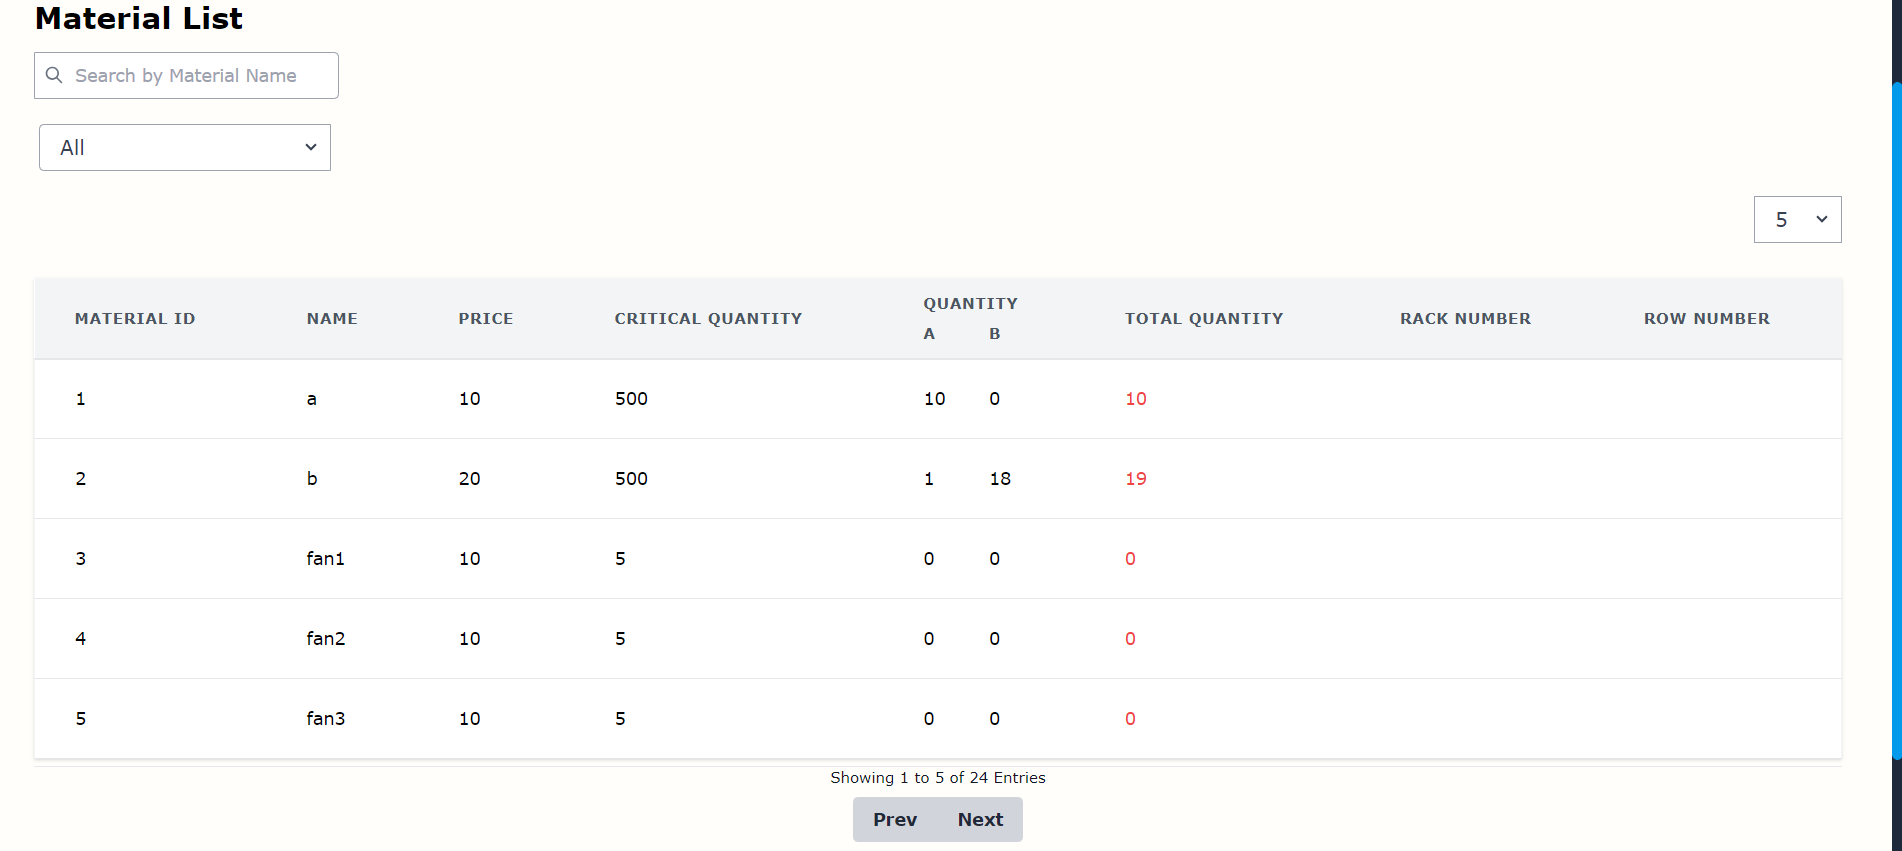 Material List
Search by Material Name
All
5
MATERIAL ID NAME PRICE CRITICAL QUANTITY QUANTITY TOTAL QUANTITY RACK NUMBER ROW NUMBER
A B
1 a 10 500 10 0 10
2 b 20 500 1 18 19
3 fan1 10 5 0 0 0
4 fan2 10 5 0 0 0
5 fan3 10 5 0 0 0
Showing 1 to 5 of 24 Entries
Prev Next